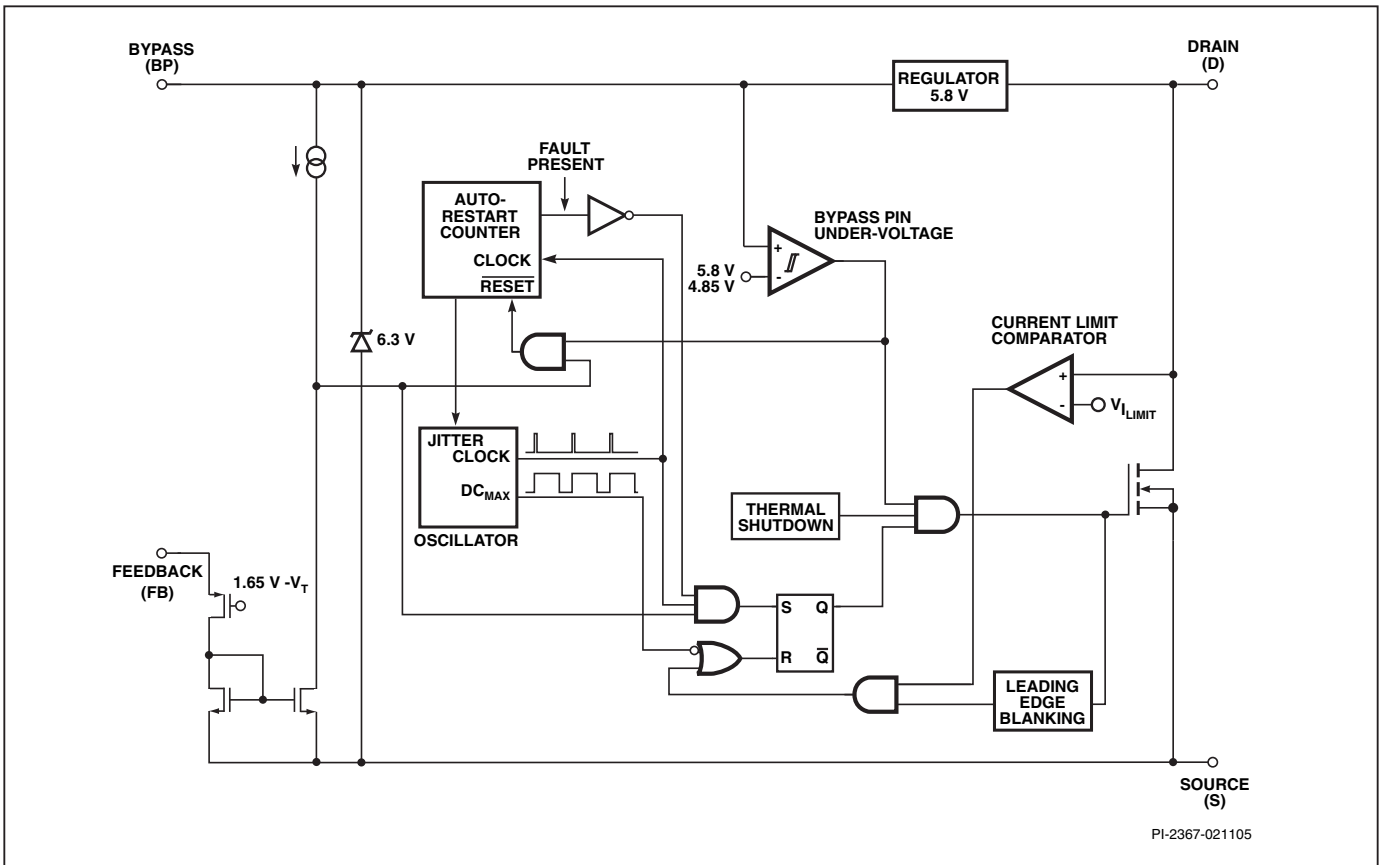 BYPASS
(BP)
DRAIN
(D)
REGULATOR
5.8 V
FAULT
PRESENT
AUTO-
RESTART
COUNTER
CLOCK
RESET
BYPASS PIN
UNDER-VOLTAGE
+
-
5.8 V
4.85 V
6.3 V
CURRENT LIMIT
COMPARATOR
+
-
VILIMIT
JITTER
CLOCK
DCMAX
OSCILLATOR
THERMAL
SHUTDOWN
FEEDBACK
(FB)
1.65 V -VT
S Q
R Q̅
LEADING
EDGE
BLANKING
SOURCE
(S)
PI-2367-021105